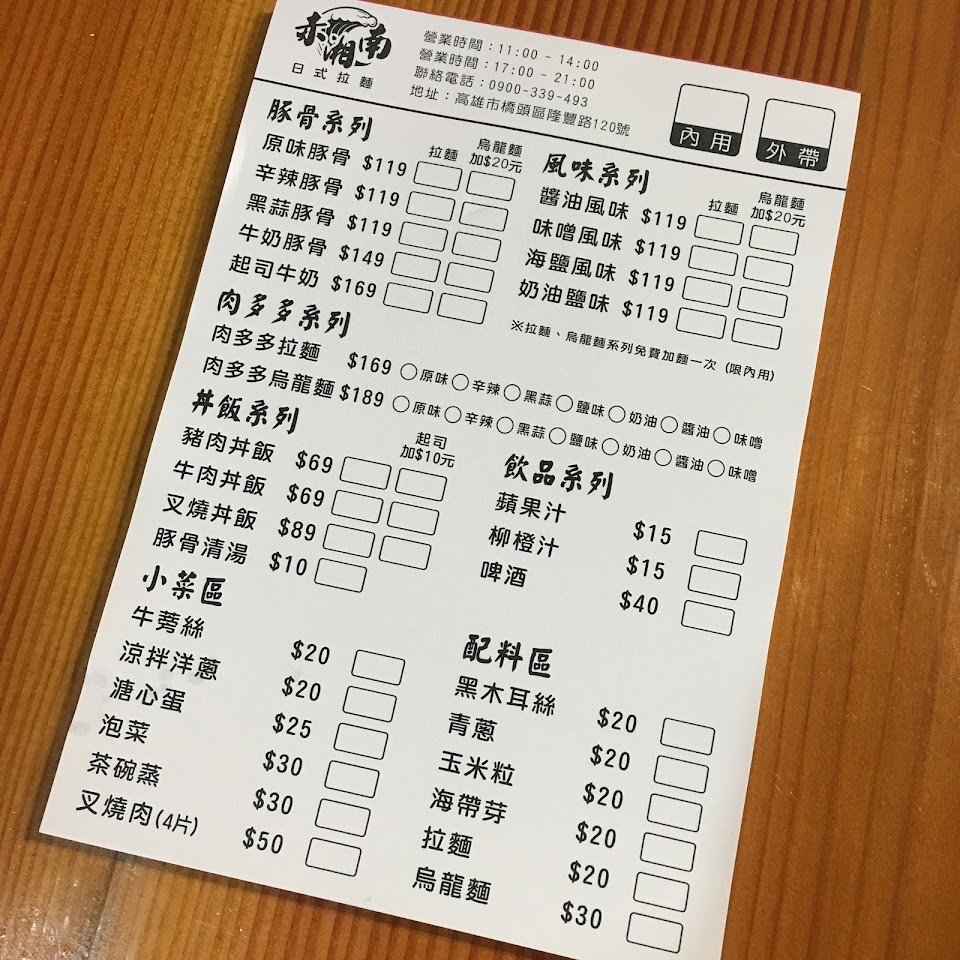 赤湘南
日式拉麵
營業時間：11:00 - 14:00
營業時間：17:00 - 21:00
聯絡電話：0900-339-493
地址：高雄市橋頭區隆豐路120號
內用
外帶
豚骨系列
拉麵
烏龍麵
加$20元
原味豚骨 $119
辛辣豚骨 $119
黑蒜豚骨 $119
牛奶豚骨 $149
起司牛奶 $169
風味系列
拉麵
烏龍麵
加$20元
醬油風味 $119
味噌風味 $119
海鹽風味 $119
奶油鹽味 $119
※拉麵、烏龍麵系列免費加麵一次 (限內用)
肉多多系列
肉多多拉麵 $169 原味 辛辣 黑蒜 鹽味 奶油 醬油 味噌
肉多多烏龍麵 $189 原味 辛辣 黑蒜 鹽味 奶油 醬油 味噌
丼飯系列
起司
加$10元
豬肉丼飯 $69
牛肉丼飯 $69
叉燒丼飯 $89
豚骨清湯 $10
飲品系列
蘋果汁 $15
柳橙汁 $15
啤酒 $40
小菜區
牛蒡絲 $20
涼拌洋蔥 $20
溏心蛋 $25
泡菜 $30
茶碗蒸 $30
叉燒肉(4片) $50
配料區
黑木耳絲 $20
青蔥 $20
玉米粒 $20
海帶芽 $20
拉麵 $20
烏龍麵 $30